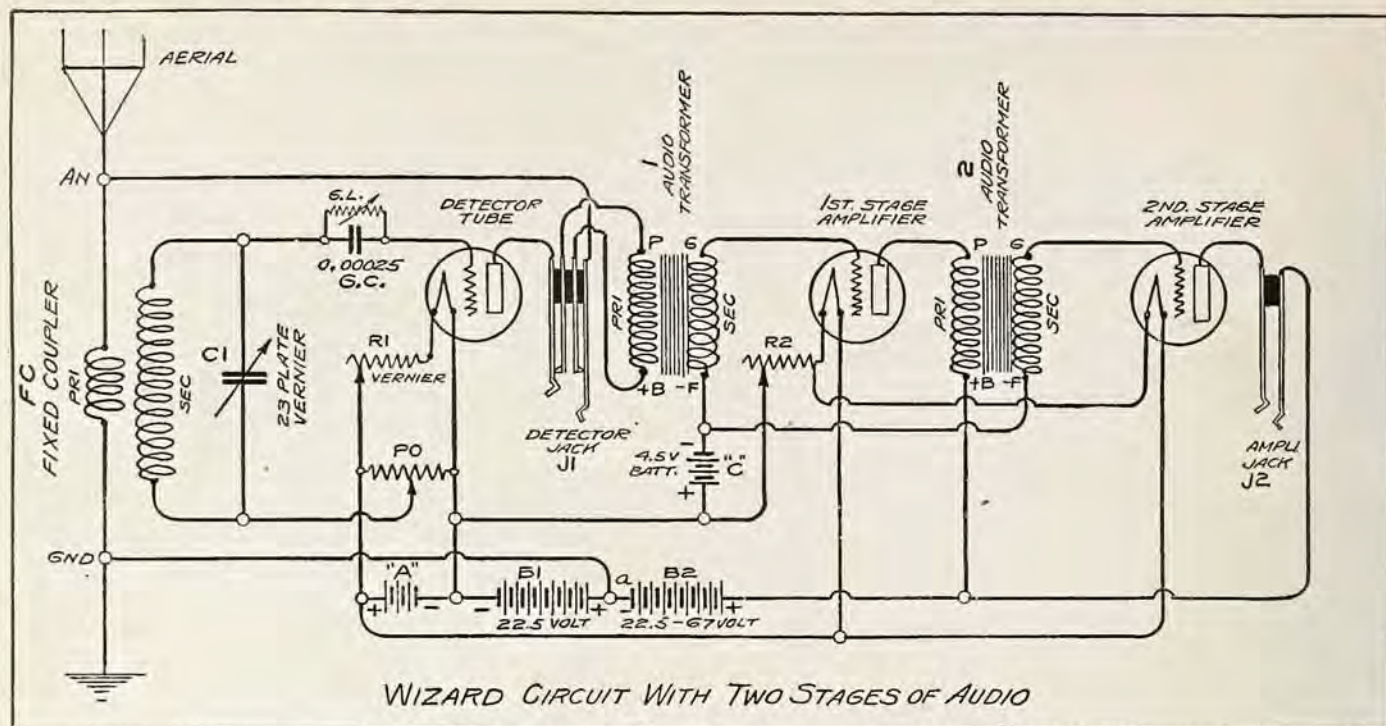 AERIAL
AN
FC
FIXED COUPLER
PRI
SEC
C1
23 PLATE
VERNIER
G.L.
0.00025
G.C.
DETECTOR
TUBE
R1
VERNIER
PO
DETECTOR
JACK
J1
1
AUDIO
TRANSFORMER
P G
PRI
SEC
+B -F
-
4.5V
BATT.
"C"
+
1ST. STAGE
AMPLIFIER
R2
2
AUDIO
TRANSFORMER
P G
PRI
SEC
+B -F
2ND. STAGE
AMPLIFIER
AMPLI.
JACK
J2
GND
"A"
+ -
B1
- +
22.5 VOLT
a
B2
- +
22.5-67VOLT
WIZARD CIRCUIT WITH TWO STAGES OF AUDIO